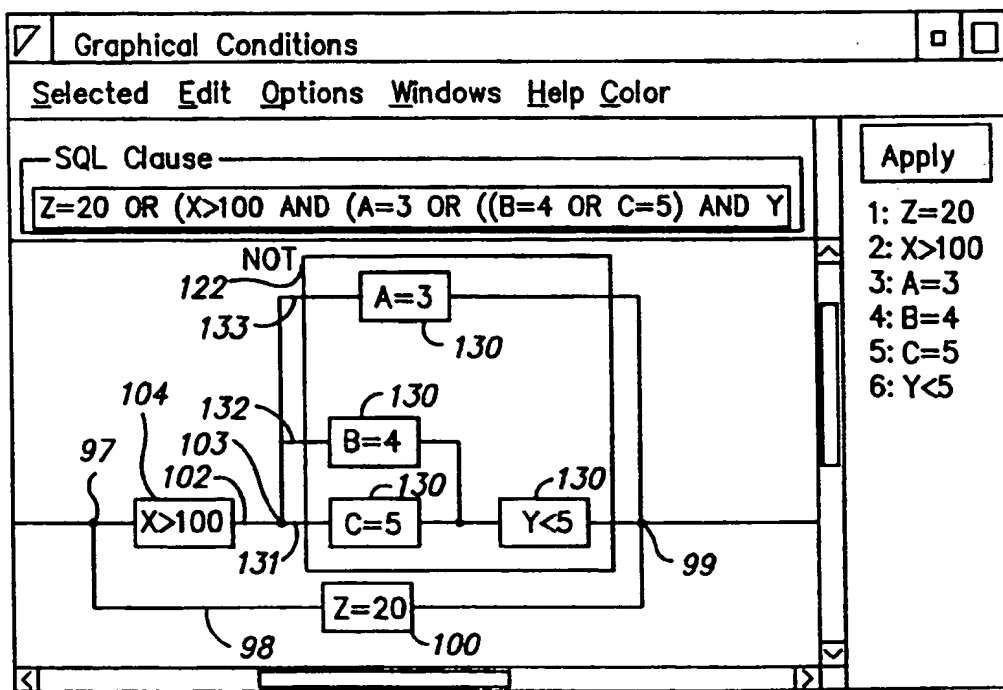 Graphical Conditions
Selected Edit Options Windows Help Color
SQL Clause
Z=20 OR (X>100 AND (A=3 OR ((B=4 OR C=5) AND Y
Apply
1: Z=20
2: X>100
3: A=3
4: B=4
5: C=5
6: Y<5
NOT
122
A=3
133
130
104
130
132
103
B=4
97
102
130
130
X>100
C=5
Y<5
131
99
Z=20
98
100